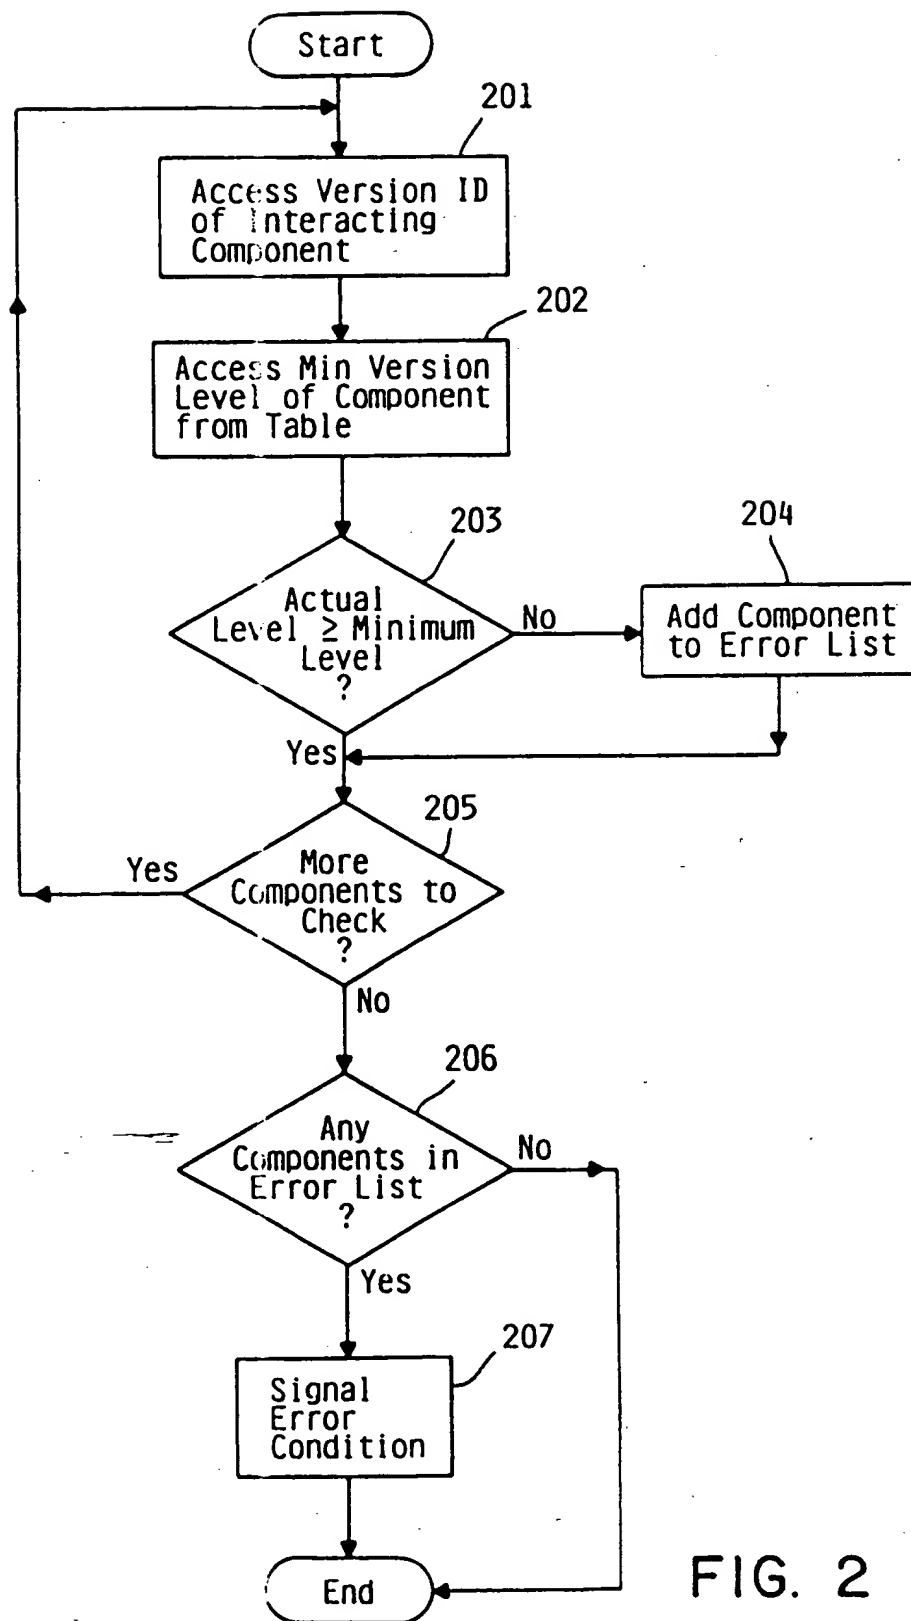 Start
201
Access Version ID
of Interacting
Component
202
Access Min Version
Level of Component
from Table
203
Actual
Level ≥ Minimum
Level
?
No
204
Add Component
to Error List
Yes
205
More
Components to
Check
?
Yes
No
206
Any
Components in
Error List
?
No
Yes
207
Signal
Error
Condition
End
FIG. 2